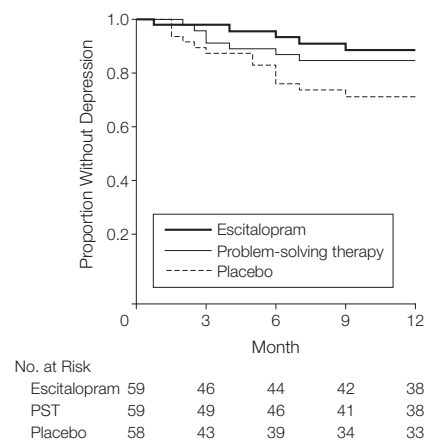 Proportion Without Depression
1.0
0.8
0.6
0.4
0.2
Escitalopram
Problem-solving therapy
Placebo
0 3 6 9 12
Month
No. at Risk
Escitalopram 59 46 44 42 38
PST 59 49 46 41 38
Placebo 58 43 39 34 33